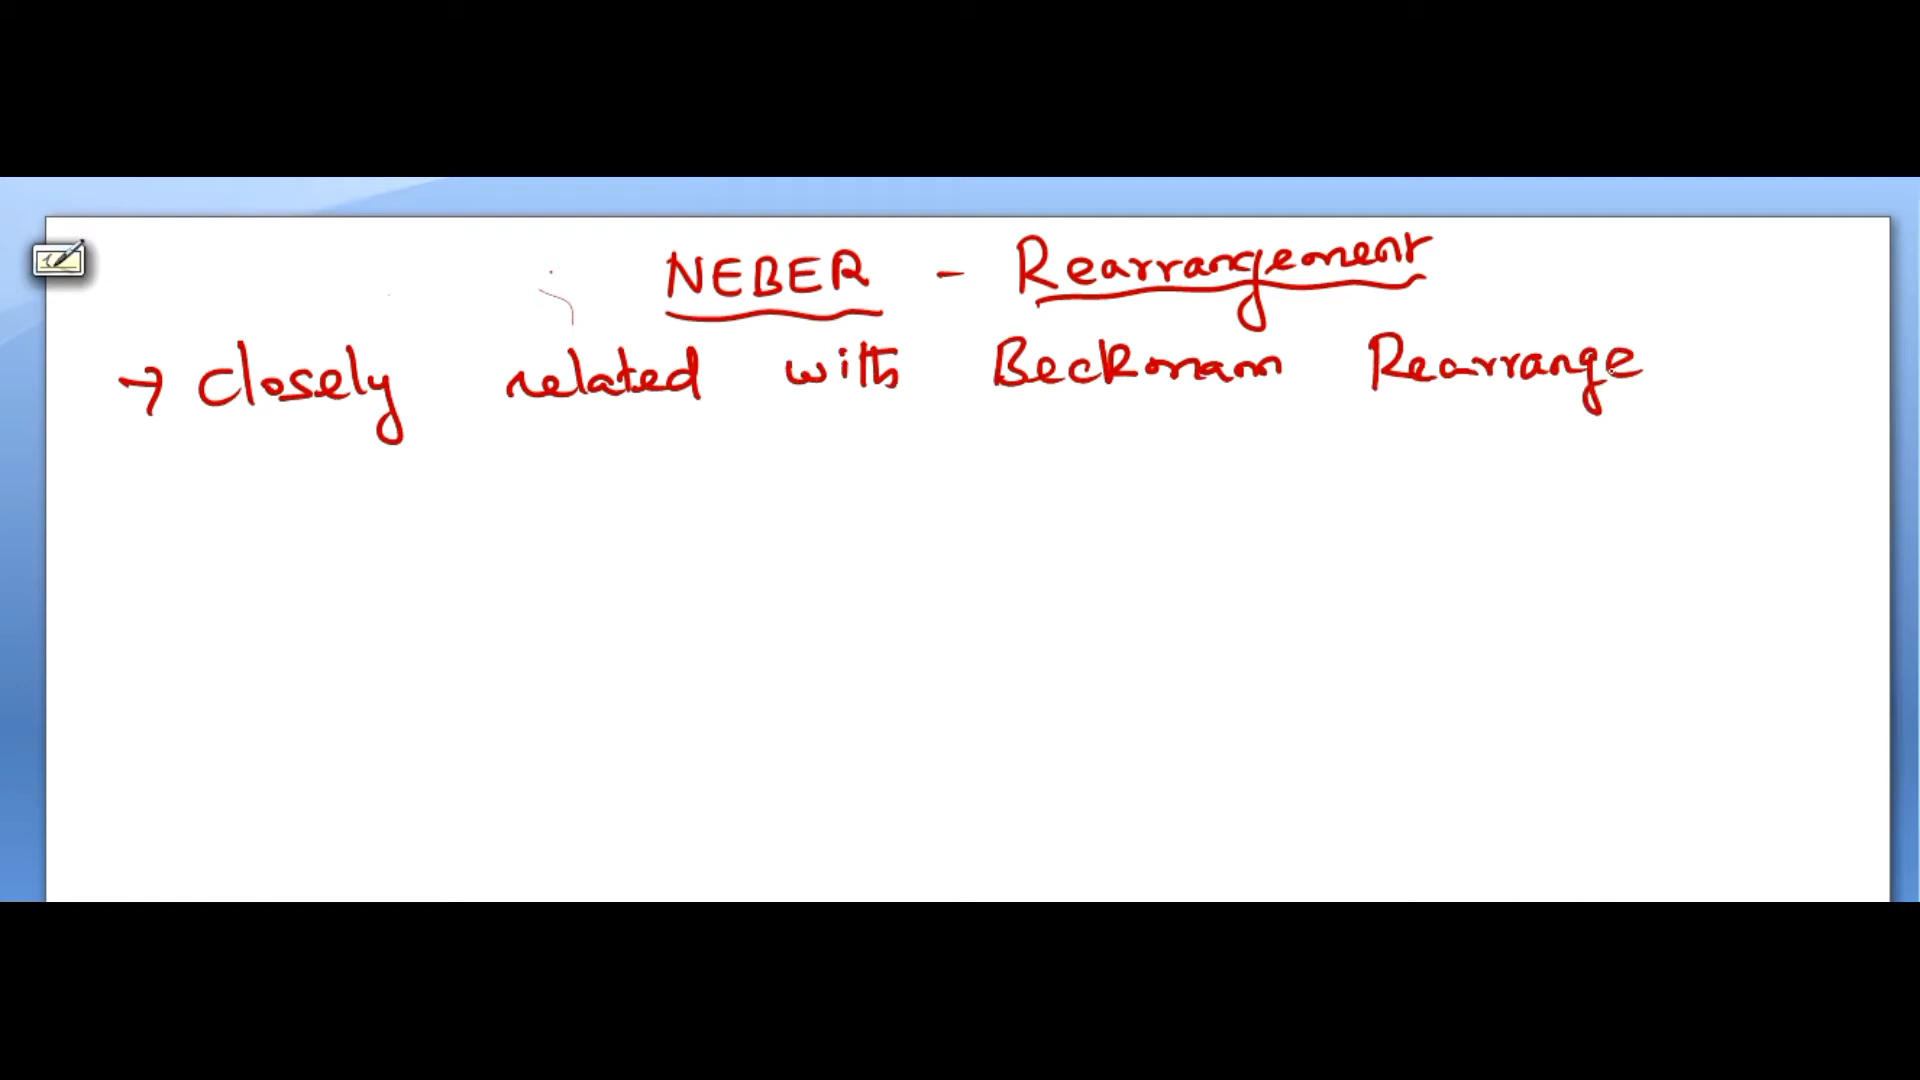 NEBER - Rearrangement
→ Closely related with Beckmann Rearrange